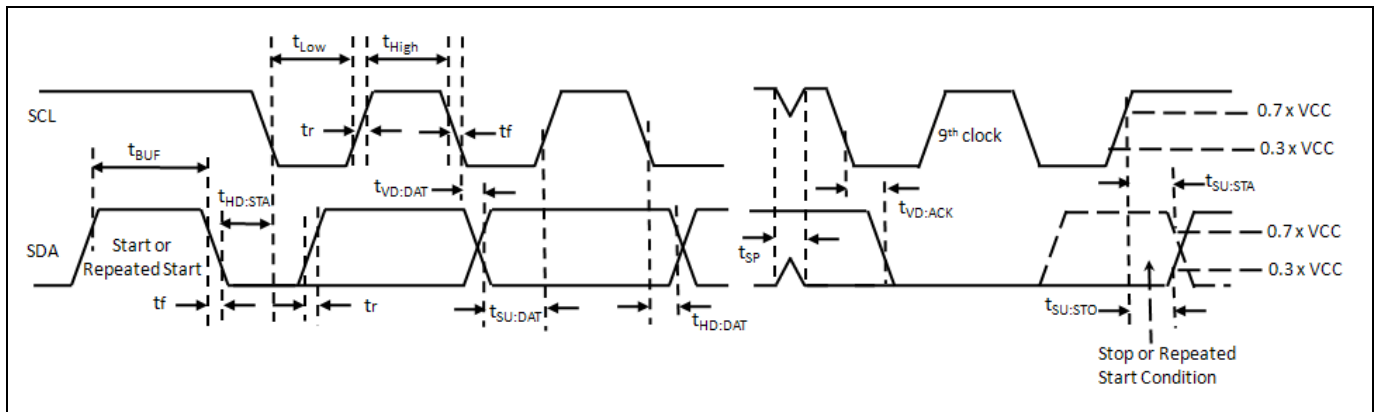 tLow
tHigh
SCL
tr
tf
9th clock
0.7 x VCC
0.3 x VCC
tBUF
tHD:STA
tVD:DAT
tVD:ACK
tSU:STA
SDA
Start or
Repeated Start
tSP
0.7 x VCC
0.3 x VCC
tf
tr
tSU:DAT
tHD:DAT
tSU:STO
Stop or Repeated
Start Condition